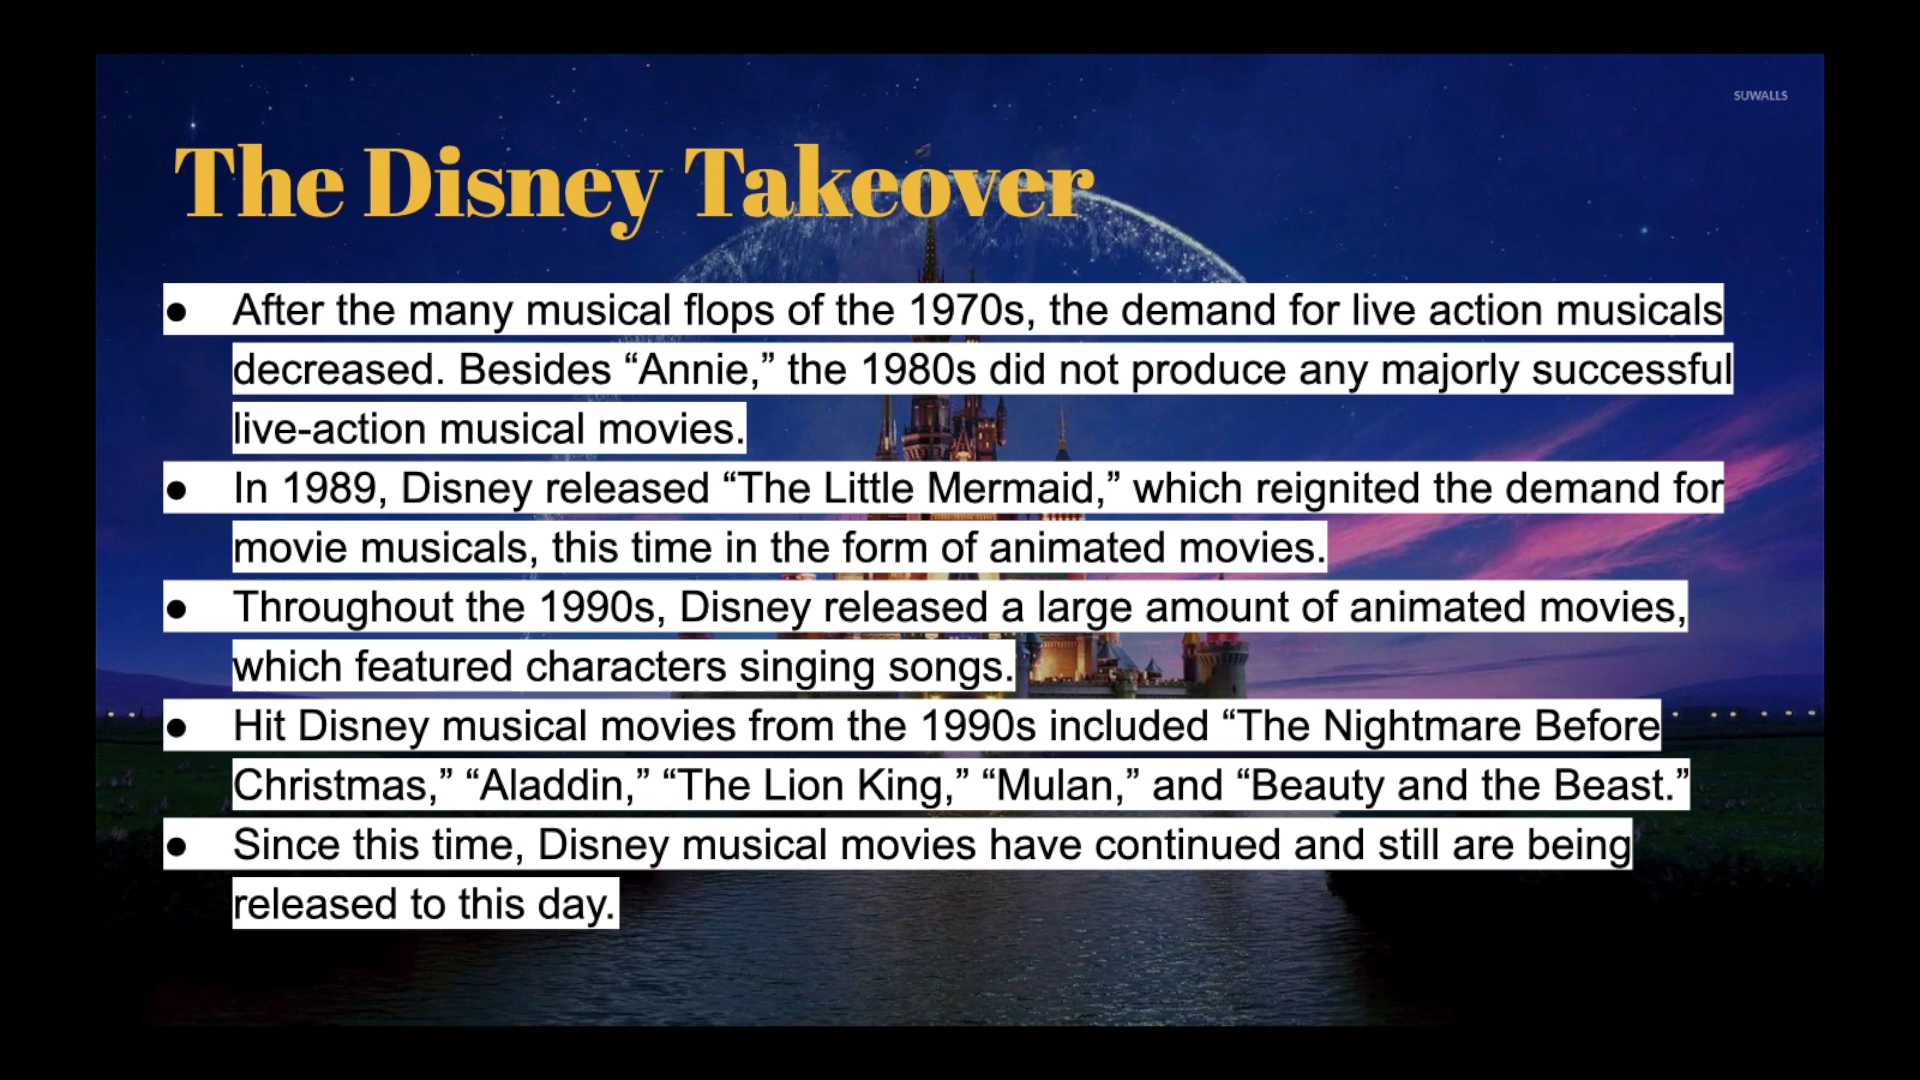 SUWALLS
The Disney Takeover
● After the many musical flops of the 1970s, the demand for live action musicals
decreased. Besides “Annie,” the 1980s did not produce any majorly successful
live-action musical movies.
● In 1989, Disney released “The Little Mermaid,” which reignited the demand for
movie musicals, this time in the form of animated movies.
● Throughout the 1990s, Disney released a large amount of animated movies,
which featured characters singing songs.
● Hit Disney musical movies from the 1990s included “The Nightmare Before
Christmas,” “Aladdin,” “The Lion King,” “Mulan,” and “Beauty and the Beast.”
● Since this time, Disney musical movies have continued and still are being
released to this day.